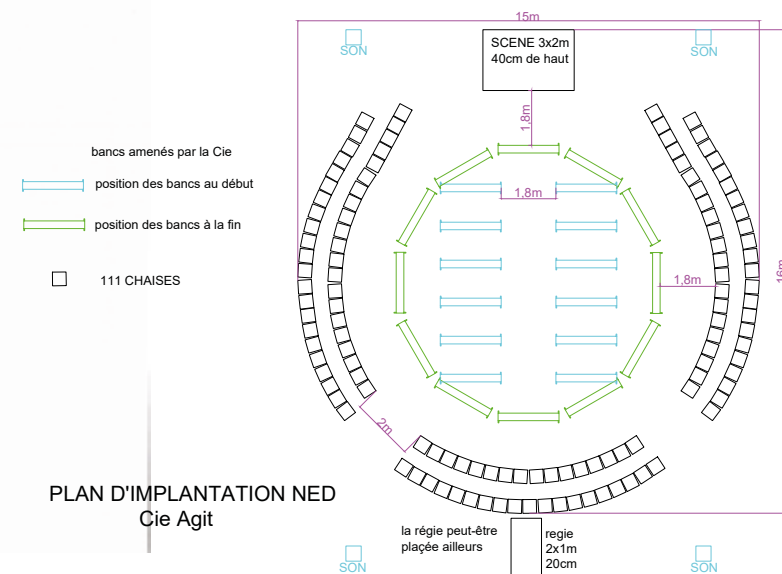 15m
SON
SCENE 3x2m
40cm de haut
SON
1,8m
bancs amenés par la Cie
position des bancs au début
1,8m
position des bancs à la fin
111 CHAISES
1,8m
16m
2m
PLAN D'IMPLANTATION NED
Cie Agit
la régie peut-être
plaçée ailleurs
regie
2x1m
20cm
SON
SON